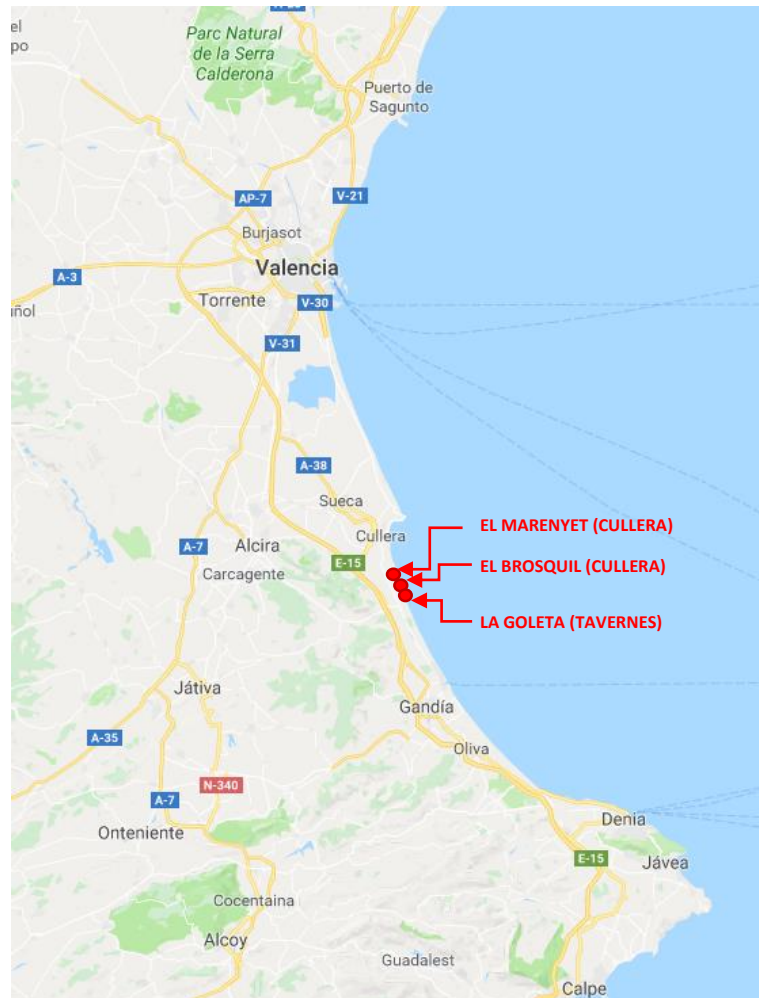 A-23
el
po
Parc Natural
de la Serra
Calderona
Puerto de
Sagunto
AP-7
V-21
Burjasot
Valencia
A-3
Torrente
V-30
uñol
V-31
A-38
Sueca
EL MARENYET (CULLERA)
Cullera
A-7
Alcira
E-15
EL BROSQUIL (CULLERA)
Carcagente
LA GOLETA (TAVERNES)
Játiva
Gandía
A-35
Oliva
N-340
A-7
Denia
Onteniente
E-15
Jávea
Cocentaina
Alcoy
Guadalest
Calpe